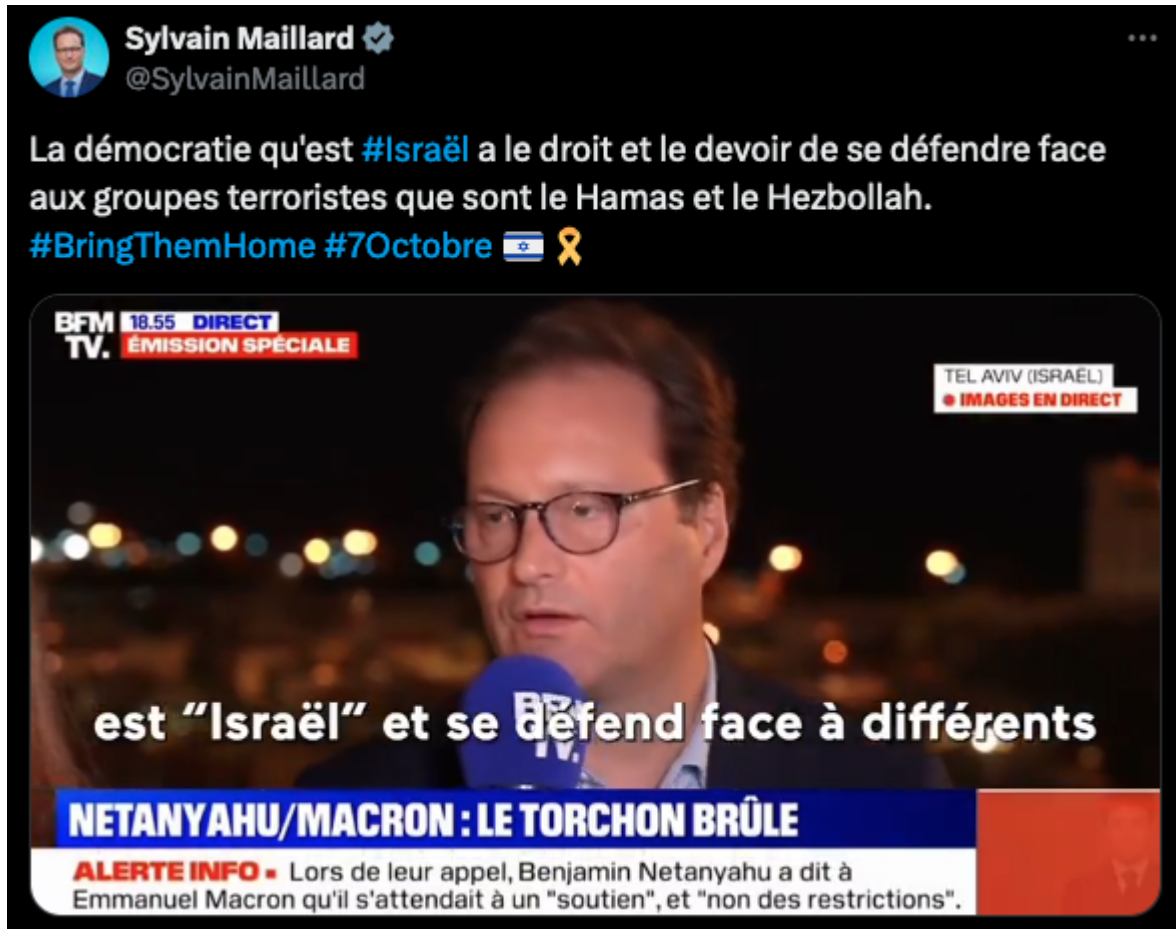 Sylvain Maillard
@SylvainMaillard
La démocratie qu'est #Israël a le droit et le devoir de se défendre face
aux groupes terroristes que sont le Hamas et le Hezbollah.
#BringThemHome #7Octobre 🇮🇱 🎗️
BFM 18.55 DIRECT
TV. ÉMISSION SPÉCIALE
TEL AVIV (ISRAËL)
IMAGES EN DIRECT
BFM
TV.
est “Israël” et se défend face à différents
NETANYAHU/MACRON : LE TORCHON BRÛLE
ALERTE INFO ▪ Lors de leur appel, Benjamin Netanyahu a dit à
Emmanuel Macron qu'il s'attendait à un "soutien", et "non des restrictions".